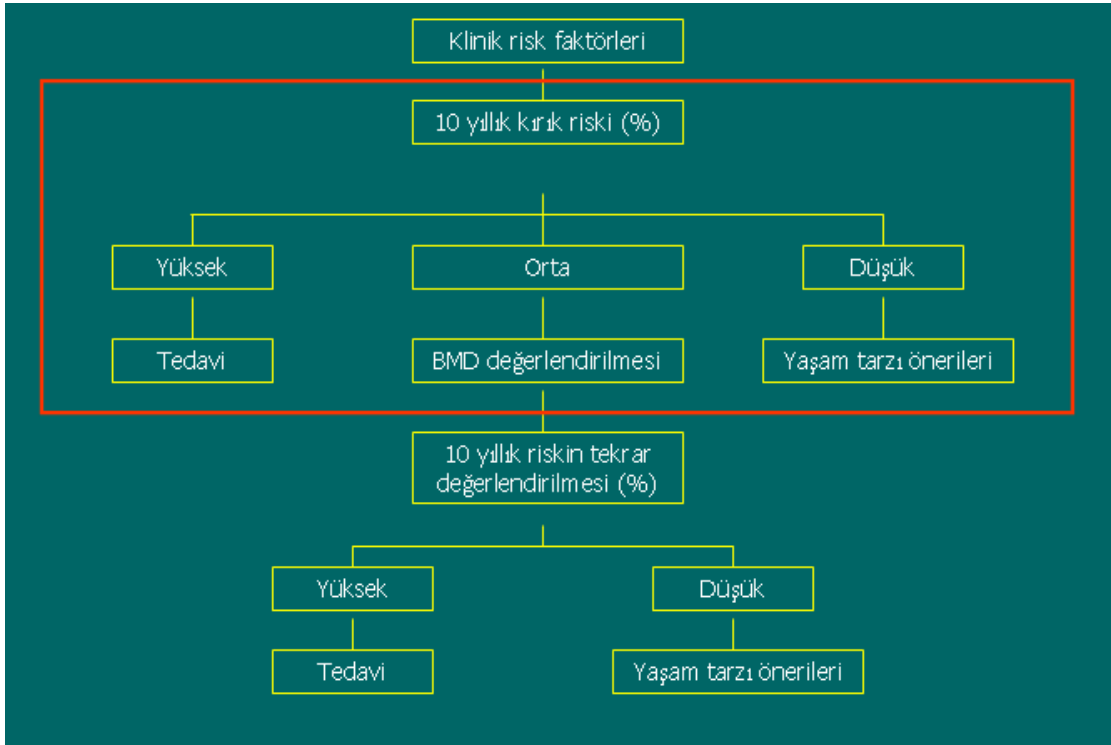 Klinik risk faktörleri
10 yıllık kırık riski (%)
Yüksek
Orta
Düşük
Tedavi
BMD değerlendirilmesi
Yaşam tarzı önerileri
10 yıllık riskin tekrar
değerlendirilmesi (%)
Yüksek
Düşük
Tedavi
Yaşam tarzı önerileri